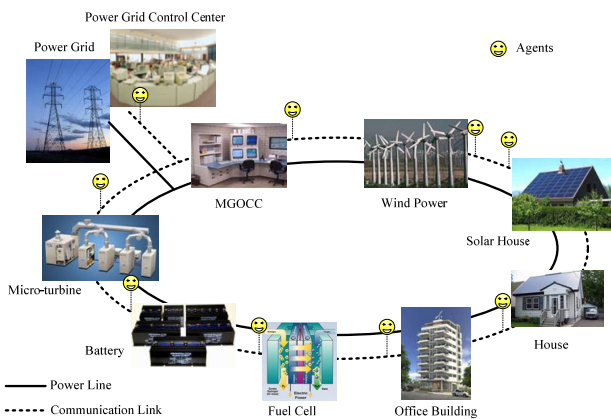 Power Grid Control Center
Power Grid
Agents
MGOCC
Wind Power
Solar House
Micro-turbine
House
Battery
Power Line
Fuel Cell
Office Building
Communication Link